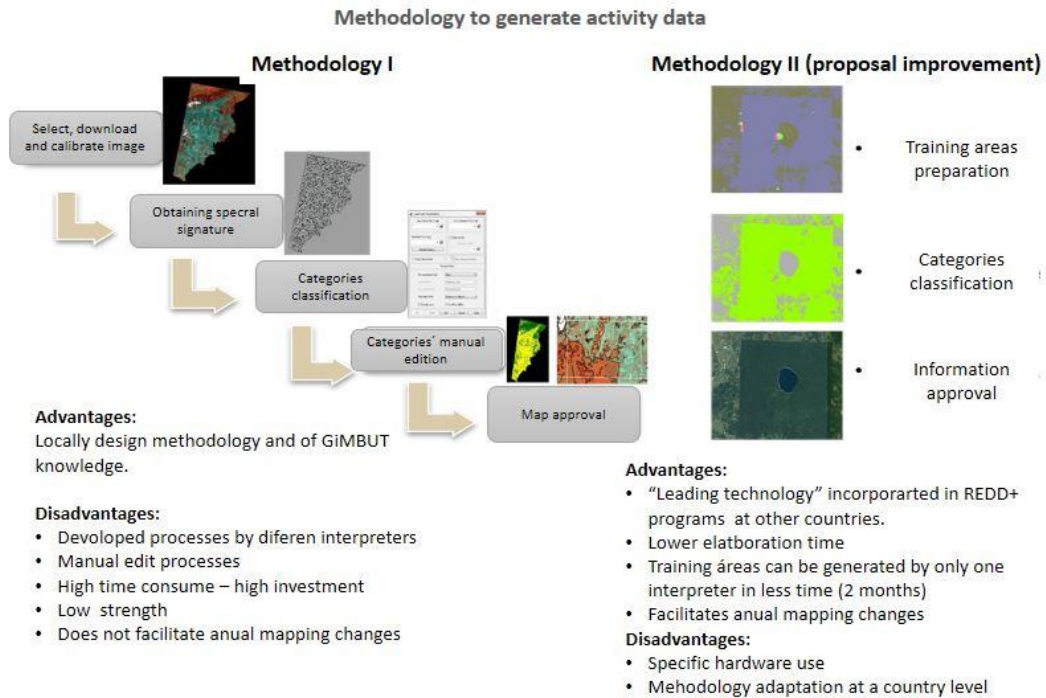 Methodology to generate activity data
Methodology I
Select, download
and calibrate image
Obtaining specral
signature
Categories
classification
Categories´ manual
edition
Map approval
Advantages:
Locally design methodology and of GiMBUT
knowledge.
Disadvantages:
• Devoloped processes by diferen interpreters
• Manual edit processes
• High time consume – high investment
• Low strength
• Does not facilitate anual mapping changes
Methodology II (proposal improvement)
• Training areas
preparation
• Categories
classification
• Information
approval
Advantages:
• “Leading technology” incorporarted in REDD+
programs at other countries.
• Lower elatboration time
• Training áreas can be generated by only one
interpreter in less time (2 months)
• Facilitates anual mapping changes
Disadvantages:
• Specific hardware use
• Mehodology adaptation at a country level